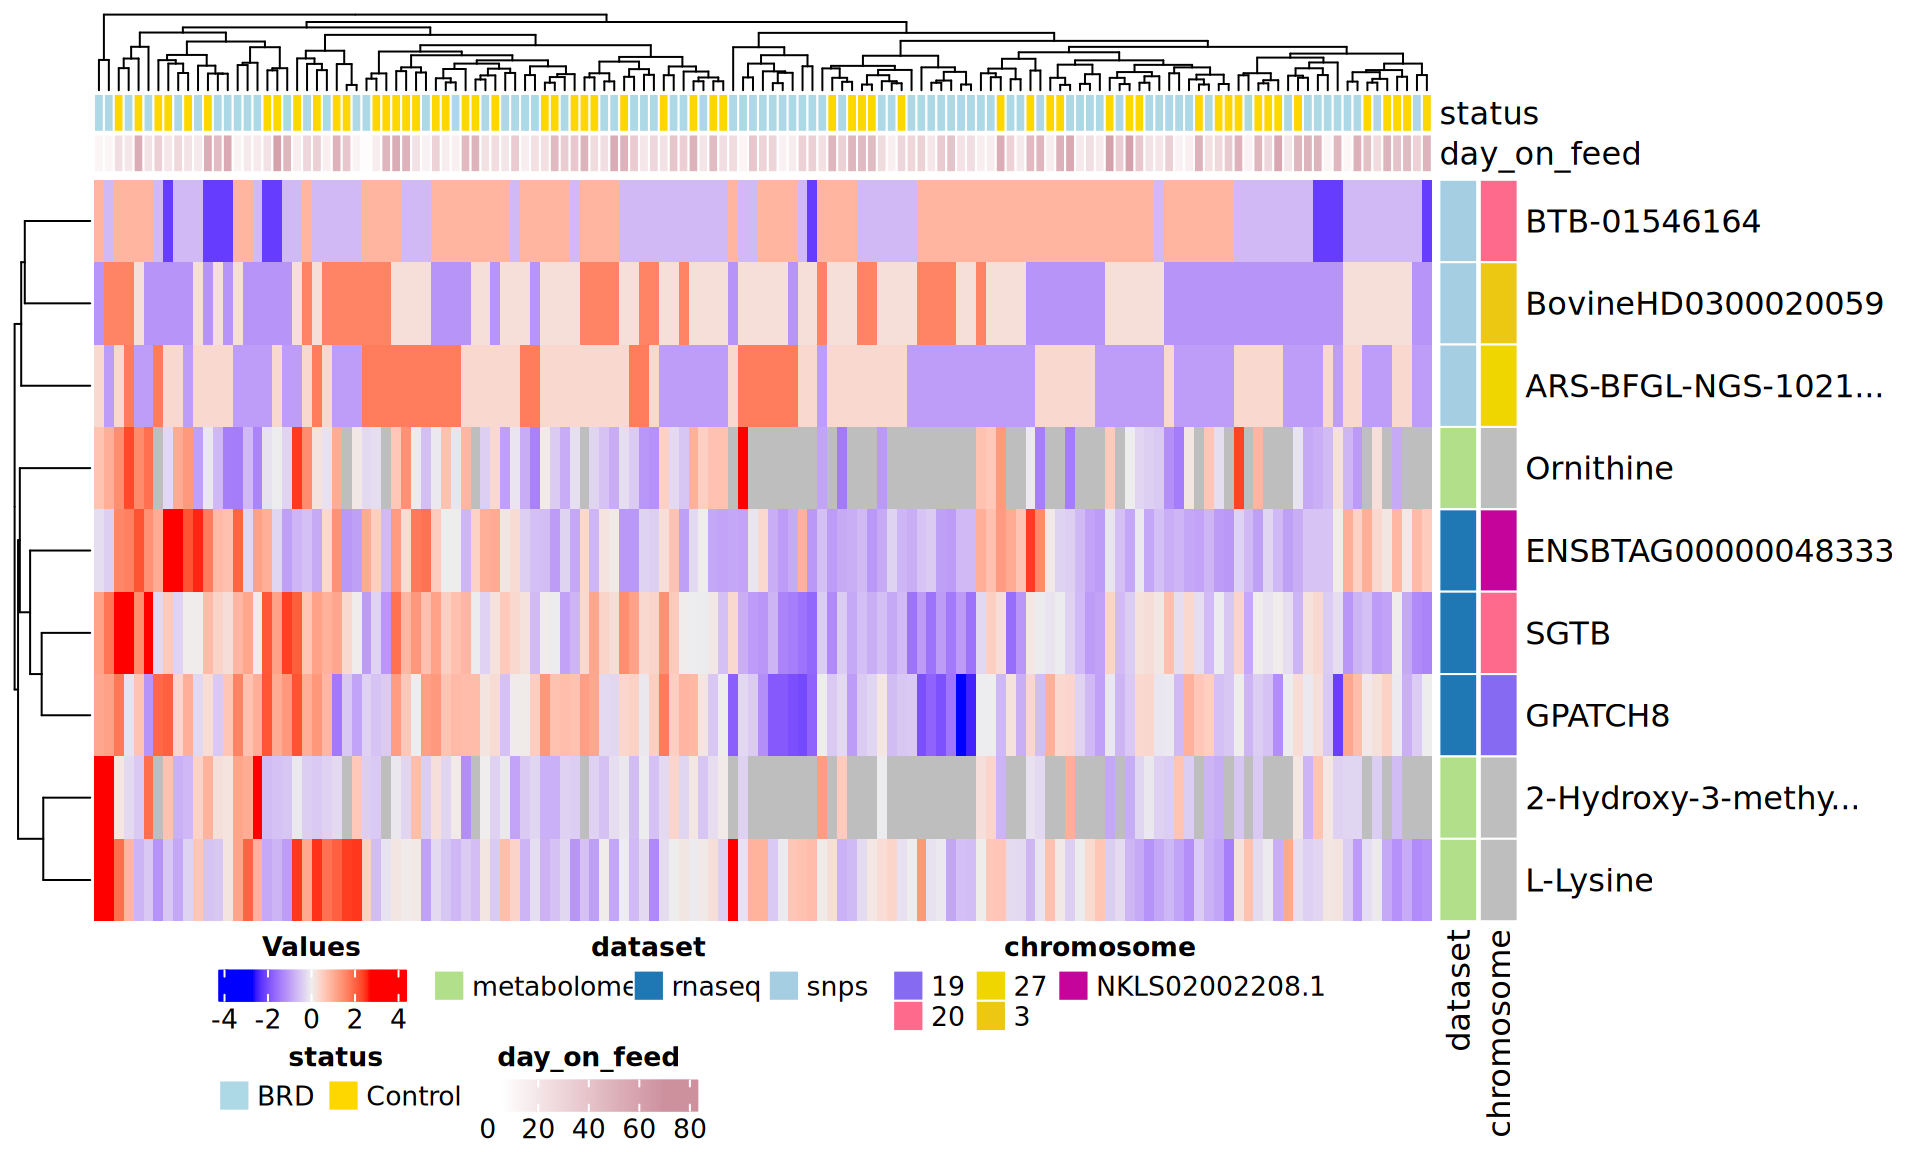 status
day_on_feed
BTB-01546164
BovineHD0300020059
ARS-BFGL-NGS-1021...
Ornithine
ENSBTAG00000048333
SGTB
GPATCH8
2-Hydroxy-3-methy...
L-Lysine
dataset
chromosome
Values
-4 -2 0 2 4
dataset
metabolome rnaseq snps
chromosome
19 27 NKLS02002208.1
20 3
status
BRD Control
day_on_feed
0 20 40 60 80